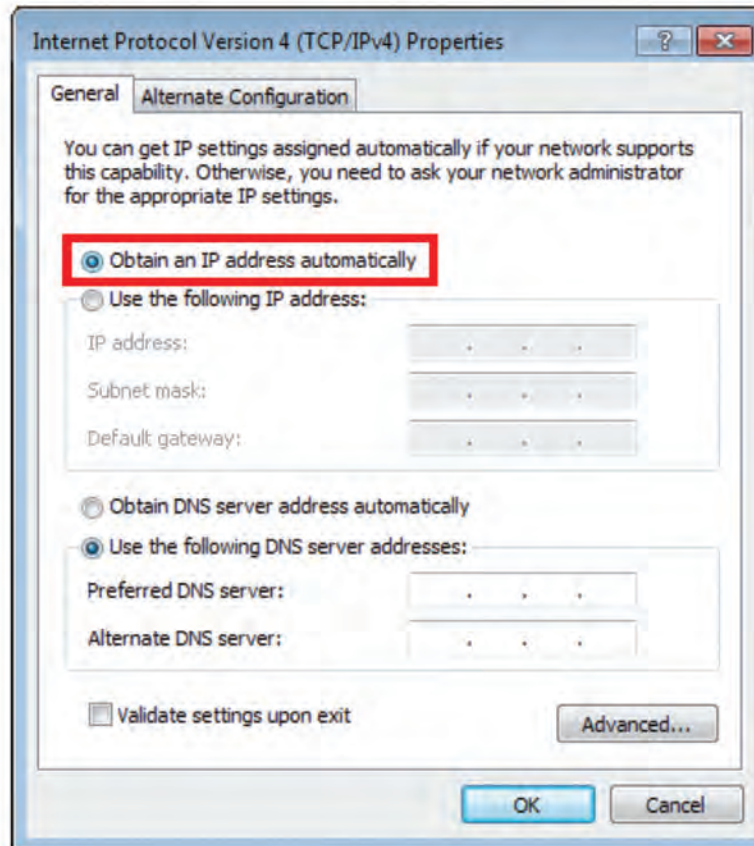 Internet Protocol Version 4 (TCP/IPv4) Properties
General
Alternate Configuration
You can get IP settings assigned automatically if your network supports
this capability. Otherwise, you need to ask your network administrator
for the appropriate IP settings.
Obtain an IP address automatically
Use the following IP address:
IP address:
Subnet mask:
Default gateway:
Obtain DNS server address automatically
Use the following DNS server addresses:
Preferred DNS server:
Alternate DNS server:
Validate settings upon exit
Advanced...
OK
Cancel